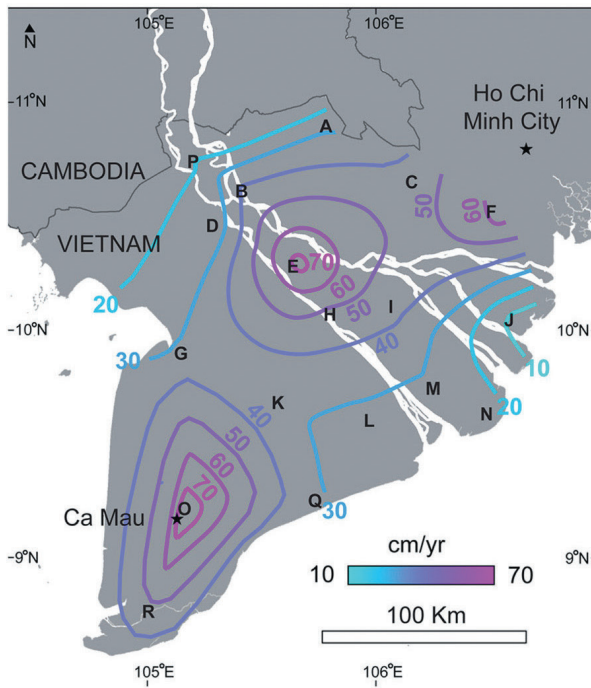 105°E
106°E
N
11°N
11°N
Ho Chi
Minh City
A
P
CAMBODIA
B
C
50
60
F
D
VIETNAM
E
70
60
50
20
H
I
J
10°N
10°N
30
G
40
10
M
K
40
L
N
20
50
60
70
O
Q
30
Ca Mau
cm/yr
9°N
9°N
10
70
R
100 Km
105°E
106°E